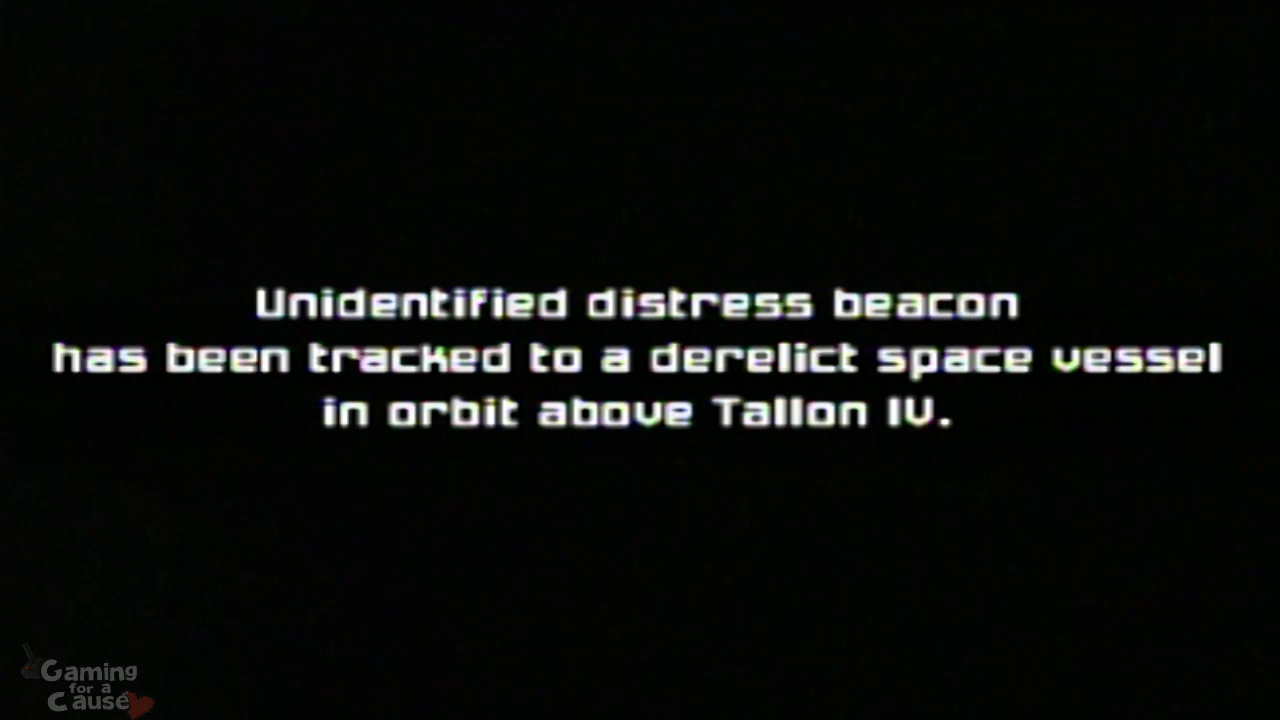 Unidentified distress beacon
has been tracked to a derelict space vessel
in orbit above Tallon IV.
Gaming
for a
Cause